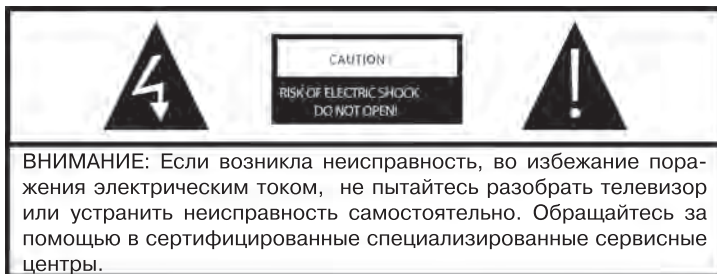 CAUTION:
RISK OF ELECTRIC SHOCK
DO NOT OPEN!
ВНИМАНИЕ: Если возникла неисправность, во избежание пора-
жения электрическим током, не пытайтесь разобрать телевизор
или устранить неисправность самостоятельно. Обращайтесь за
помощью в сертифицированные специализированные сервисные
центры.